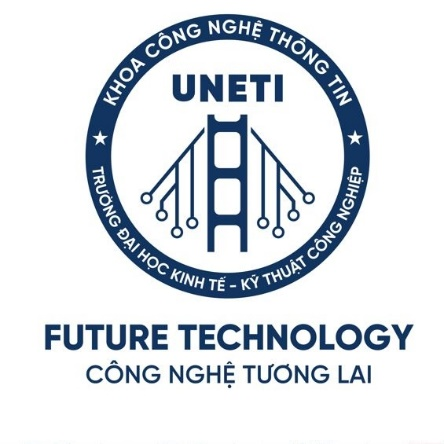 KHOA CÔNG NGHỆ THÔNG TIN
UNETI
TRƯỜNG ĐẠI HỌC KINH TẾ - KỸ THUẬT CÔNG NGHIỆP
FUTURE TECHNOLOGY
CÔNG NGHỆ TƯƠNG LAI